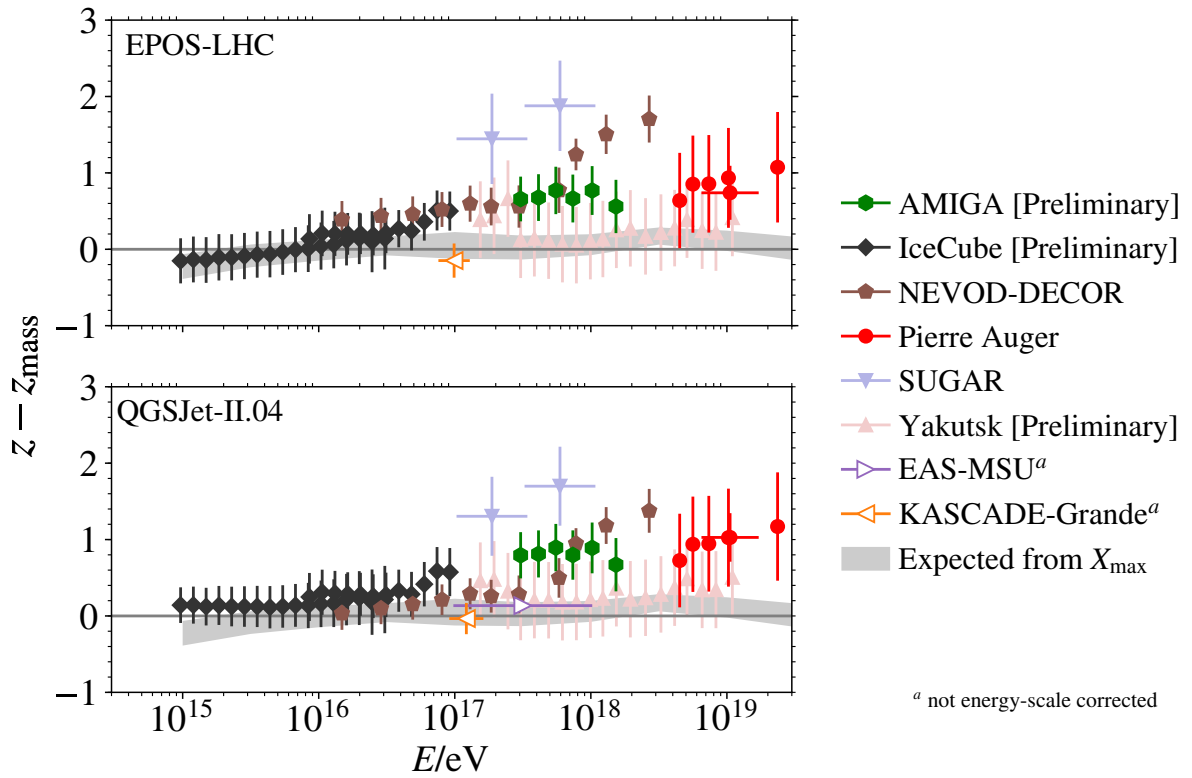 3
EPOS-LHC
2
1
0
−1
z − z_mass
3
QGSJet-II.04
2
1
0
−1
10^15 10^16 10^17 10^18 10^19
E/eV
AMIGA [Preliminary]
IceCube [Preliminary]
NEVOD-DECOR
Pierre Auger
SUGAR
Yakutsk [Preliminary]
EAS-MSU^a
KASCADE-Grande^a
Expected from X_max
^a not energy-scale corrected